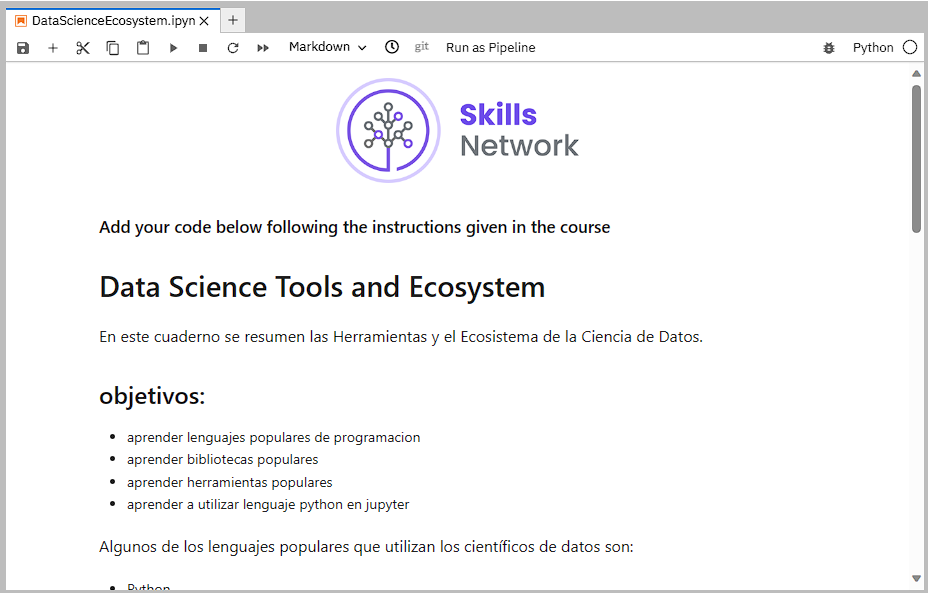 DataScienceEcosystem.ipyn
Markdown
git
Run as Pipeline
Python
Skills
Network
Add your code below following the instructions given in the course
Data Science Tools and Ecosystem
En este cuaderno se resumen las Herramientas y el Ecosistema de la Ciencia de Datos.
objetivos:
aprender lenguajes populares de programacion
aprender bibliotecas populares
aprender herramientas populares
aprender a utilizar lenguaje python en jupyter
Algunos de los lenguajes populares que utilizan los científicos de datos son:
Python